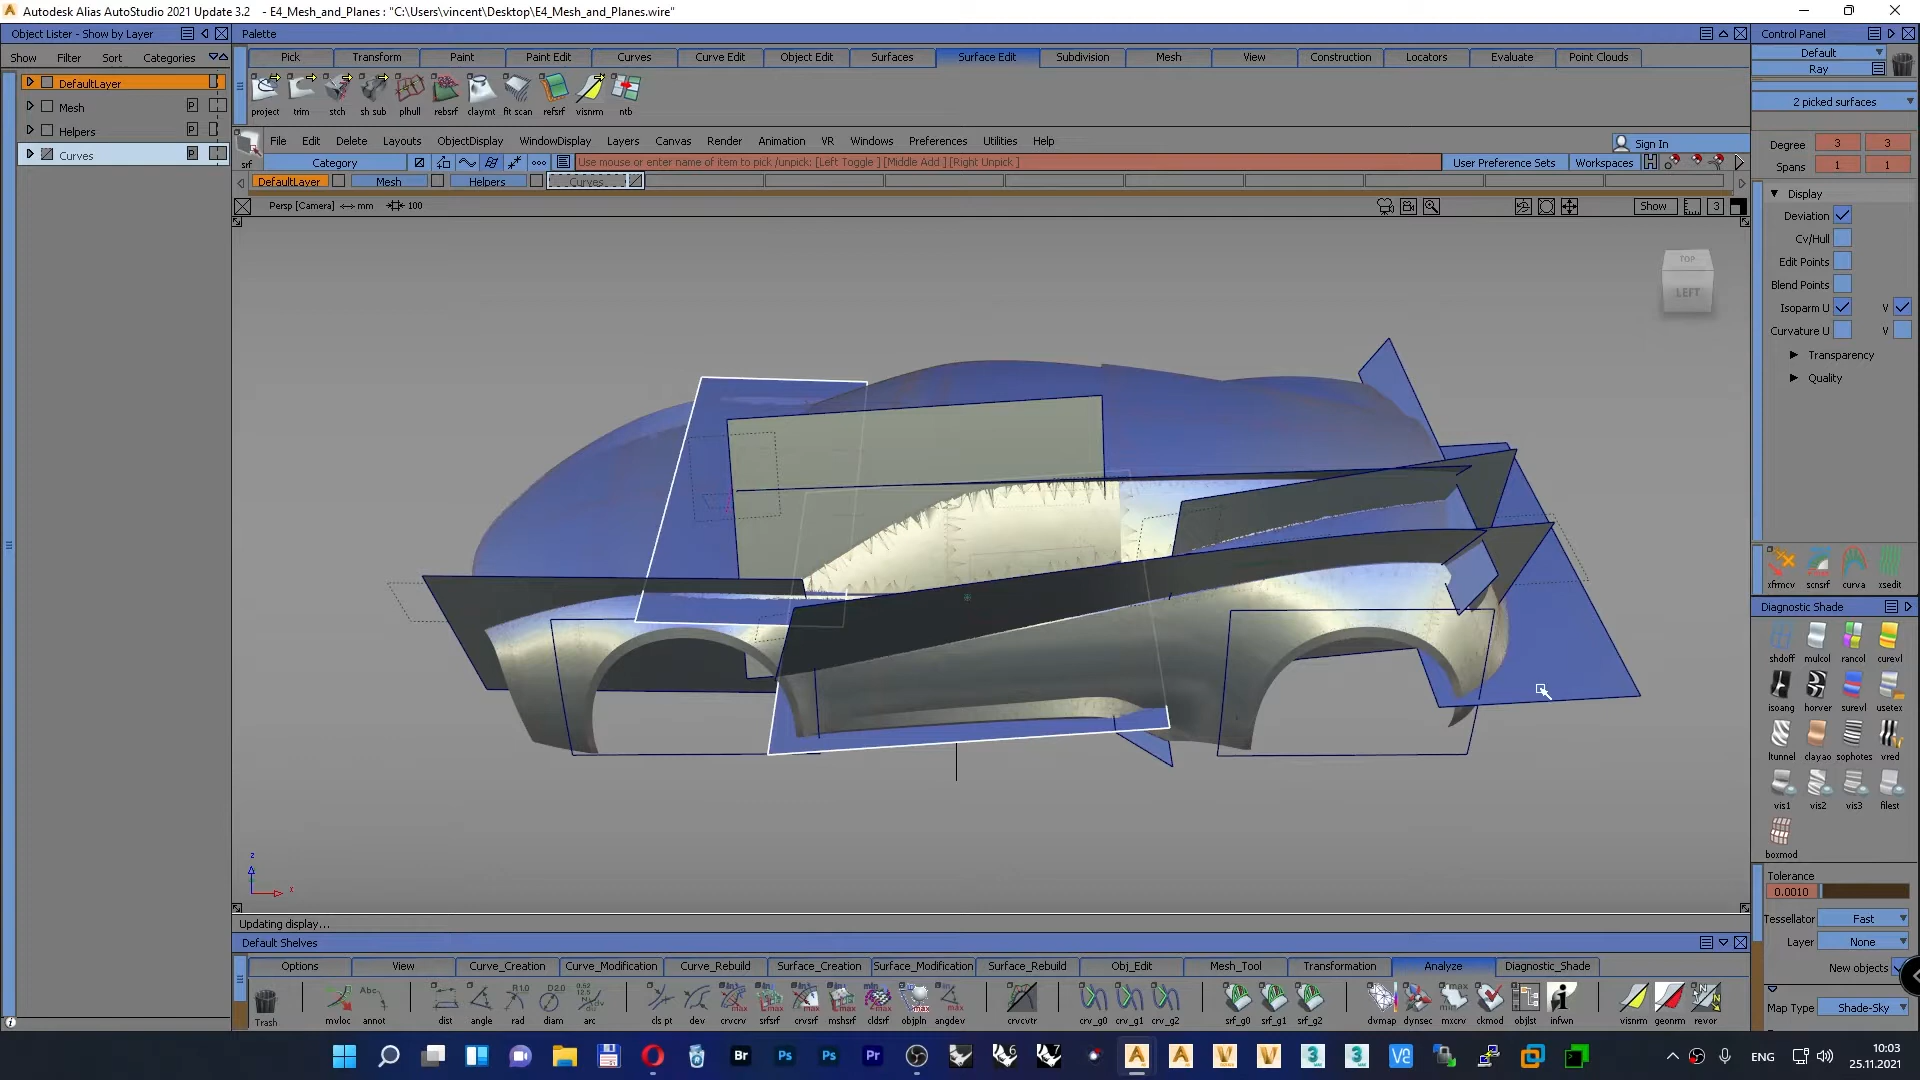 Autodesk Alias AutoStudio 2021 Update 3.2 - E4_Mesh_and_Planes : "C:\Users\vincent\Desktop\E4_Mesh_and_Planes.wire"
Object Lister - Show by Layer
Palette
Control Panel
Show Filter Sort Categories
Pick Transform Paint Paint Edit Curves Curve Edit Object Edit Surfaces Surface Edit Subdivision Mesh View Construction Locators Evaluate Point Clouds
Default
Ray
DefaultLayer
Mesh P
Helpers P
Curves P
project trim stch sh sub plhull rebsrf claymt fit scan refsrf visnrm ntb
2 picked surfaces
srf
File Edit Delete Layouts ObjectDisplay WindowDisplay Layers Canvas Render Animation VR Windows Preferences Utilities Help
Sign In
Degree 3 3
Spans 1 1
Category
Use mouse or enter name of item to pick /unpick: [Left Toggle ] [Middle Add ] [Right Unpick ]
User Preference Sets Workspaces
DefaultLayer Mesh Helpers Curves
Persp [Camera] mm 100
Show 3
Display
Deviation
Cv/Hull
Edit Points
Blend Points
Isoparm U V
Curvature U V
Transparency
Quality
TOP
LEFT
xfrmcv scnsrf curva xsedit
Diagnostic Shade
shdoff mulcol rancol curevl
isoang horver surevl usetex
ltunnel clayao sophotes vred
vis1 vis2 vis3 filest
boxmod
z
x
Tolerance
0.0010
Tessellator Fast
Layer None
New objects
Map Type Shade-Sky
Updating display...
Default Shelves
Options View Curve_Creation Curve_Modification Curve_Rebuild Surface_Creation Surface_Modification Surface_Rebuild Obj_Edit Mesh_Tool Transformation Analyze Diagnostic_Shade
Trash mvloc annot dist angle rad diam arc cls pt dev crvcrv srfsrf crvsrf mshsrf cldsrf objpln angdev crvcvtr crv_g0 crv_g1 crv_g2 srf_g0 srf_g1 srf_g2 dvmap dynsec mxcrv ckmod objlst infwn visnrm geonrm revor
Br Ps Ps Pr
ENG
10:03
25.11.2021